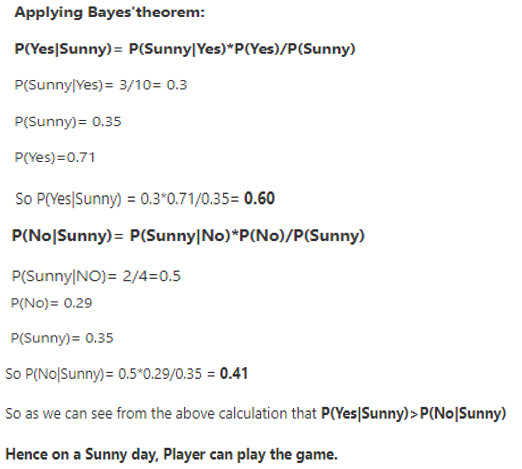 Applying Bayes'theorem:
P(Yes|Sunny)= P(Sunny|Yes)*P(Yes)/P(Sunny)
P(Sunny|Yes)= 3/10= 0.3
P(Sunny)= 0.35
P(Yes)=0.71
So P(Yes|Sunny) = 0.3*0.71/0.35= 0.60
P(No|Sunny)= P(Sunny|No)*P(No)/P(Sunny)
P(Sunny|NO)= 2/4=0.5
P(No)= 0.29
P(Sunny)= 0.35
So P(No|Sunny)= 0.5*0.29/0.35 = 0.41
So as we can see from the above calculation that P(Yes|Sunny)>P(No|Sunny)
Hence on a Sunny day, Player can play the game.